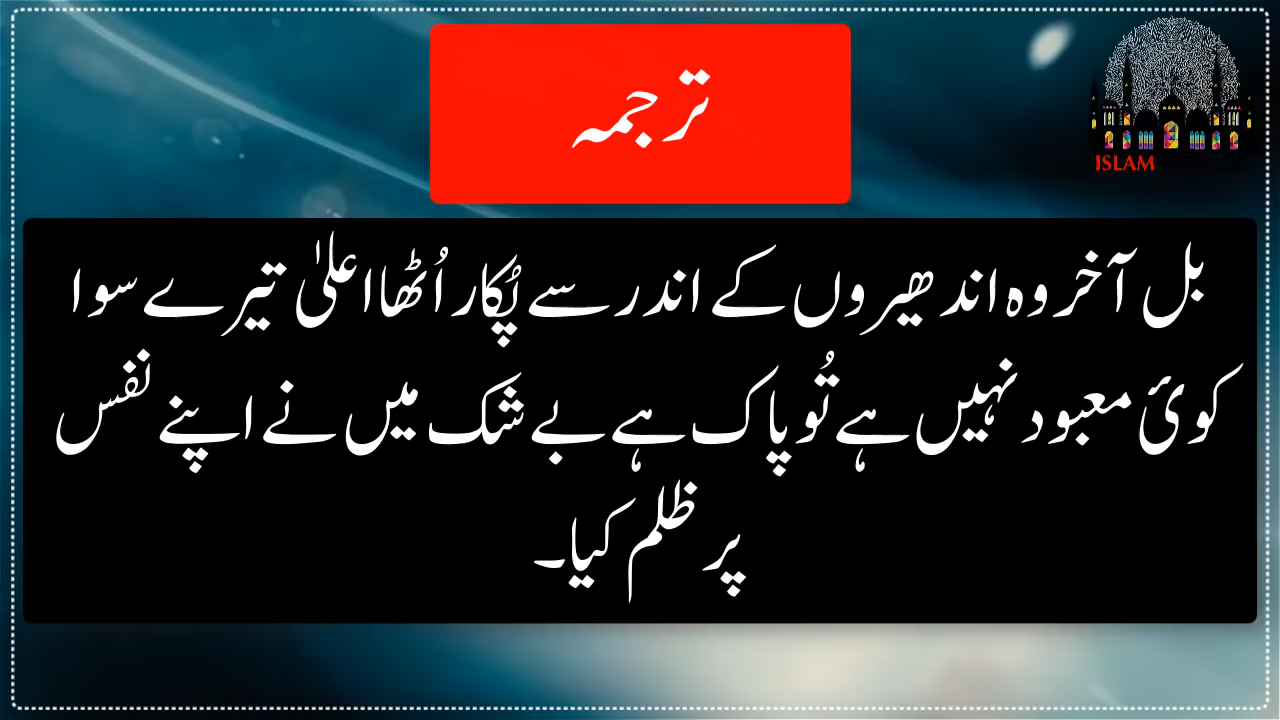 ترجمہ
ISLAM
بل آخر وہ اندھیروں کے اندر سے پُکار اُٹھا اعلیٰ تیرے سوا
کوئ معبود نہیں ہے تُو پاک ہے بے شک میں نے اپنے نفس
پر ظلم کیا۔